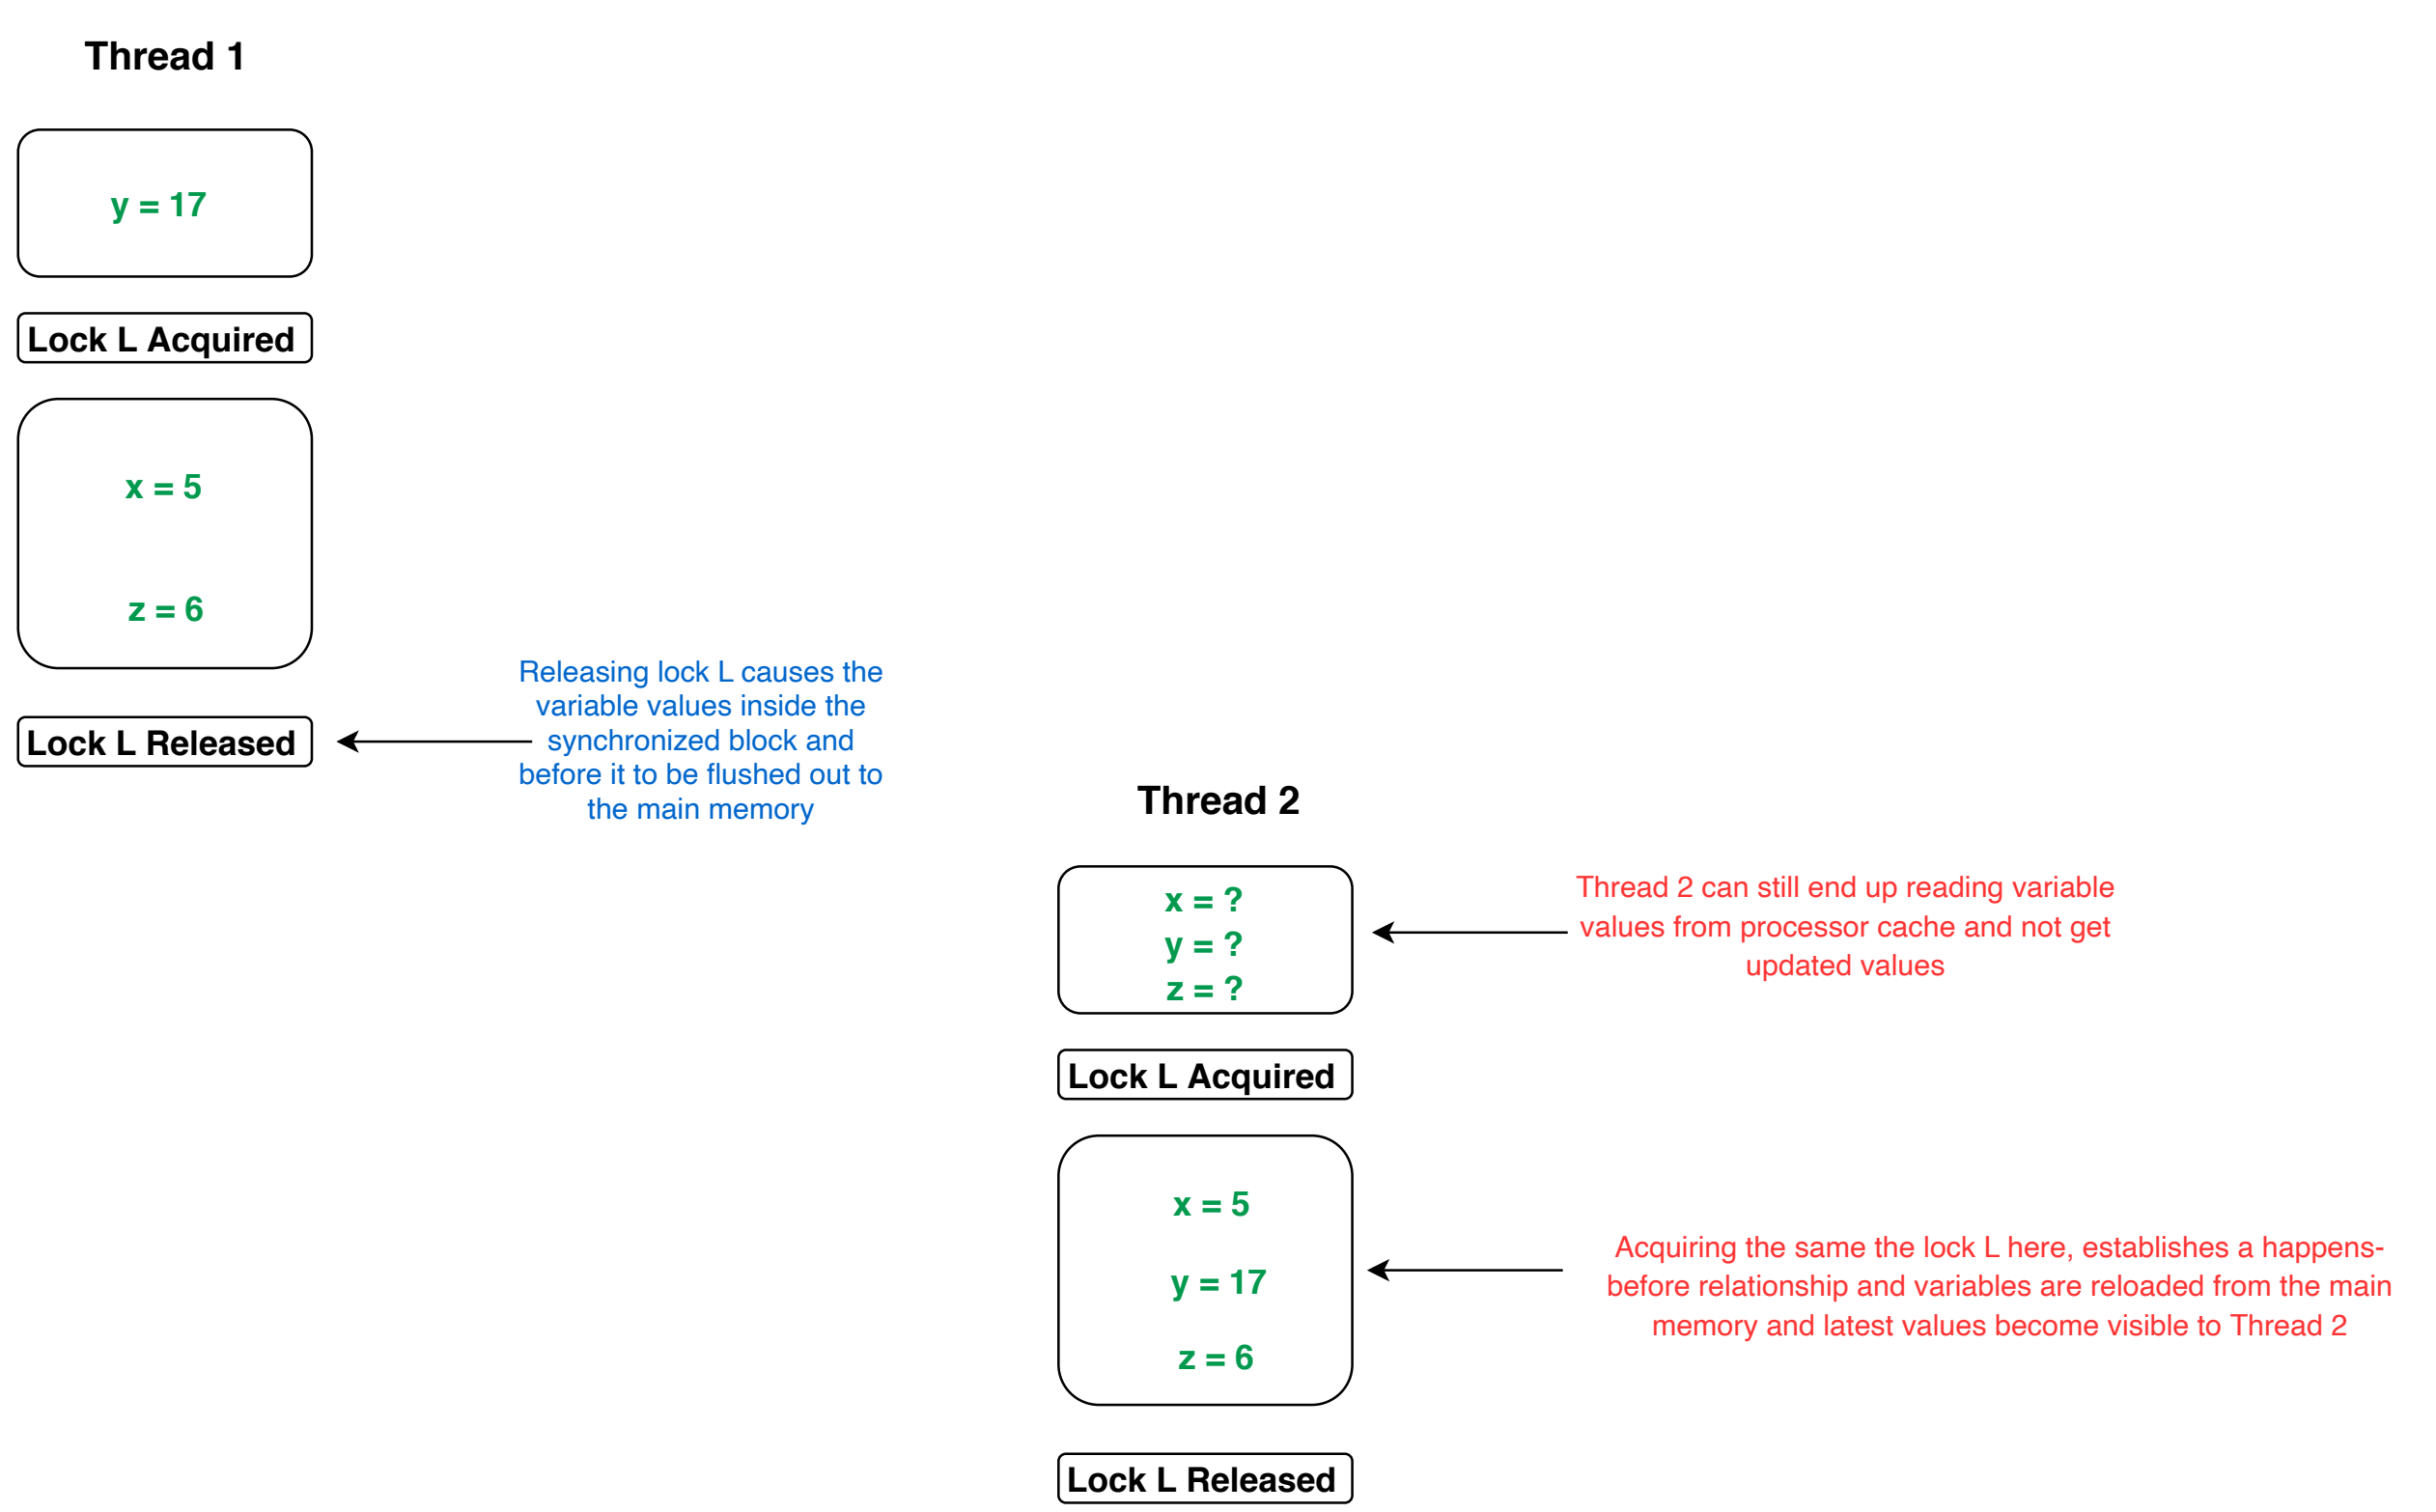 Thread 1
y = 17
Lock L Acquired
x = 5
z = 6
Lock L Released
Releasing lock L causes the
variable values inside the
synchronized block and
before it to be flushed out to
the main memory
Thread 2
x = ?
y = ?
z = ?
Thread 2 can still end up reading variable
values from processor cache and not get
updated values
Lock L Acquired
x = 5
y = 17
z = 6
Acquiring the same the lock L here, establishes a happens-
before relationship and variables are reloaded from the main
memory and latest values become visible to Thread 2
Lock L Released